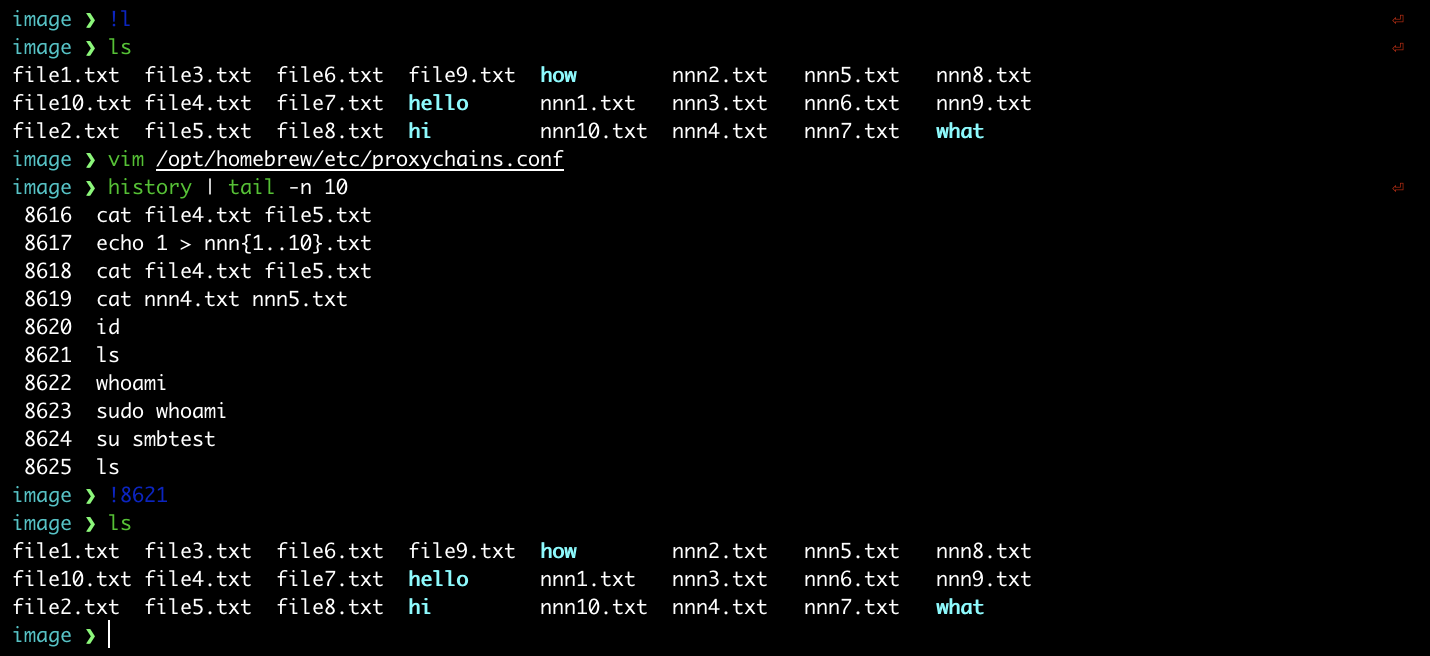 image ❯ !l ⏎
image ❯ ls ⏎
file1.txt file3.txt file6.txt file9.txt how nnn2.txt nnn5.txt nnn8.txt
file10.txt file4.txt file7.txt hello nnn1.txt nnn3.txt nnn6.txt nnn9.txt
file2.txt file5.txt file8.txt hi nnn10.txt nnn4.txt nnn7.txt what
image ❯ vim /opt/homebrew/etc/proxychains.conf
image ❯ history | tail -n 10 ⏎
8616 cat file4.txt file5.txt
8617 echo 1 > nnn{1..10}.txt
8618 cat file4.txt file5.txt
8619 cat nnn4.txt nnn5.txt
8620 id
8621 ls
8622 whoami
8623 sudo whoami
8624 su smbtest
8625 ls
image ❯ !8621
image ❯ ls
file1.txt file3.txt file6.txt file9.txt how nnn2.txt nnn5.txt nnn8.txt
file10.txt file4.txt file7.txt hello nnn1.txt nnn3.txt nnn6.txt nnn9.txt
file2.txt file5.txt file8.txt hi nnn10.txt nnn4.txt nnn7.txt what
image ❯